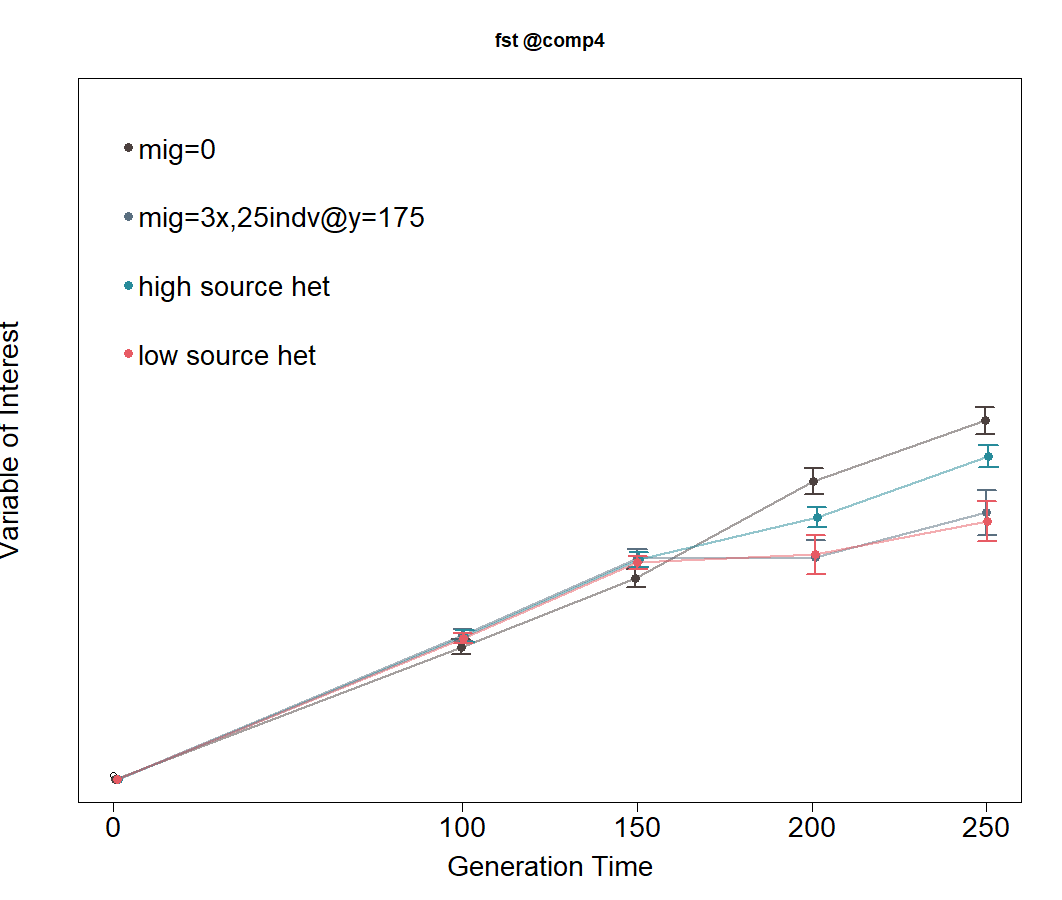 fst @comp4
mig=0
mig=3x,25indv@y=175
high source het
low source het
Variable of Interest
0 100 150 200 250
Generation Time